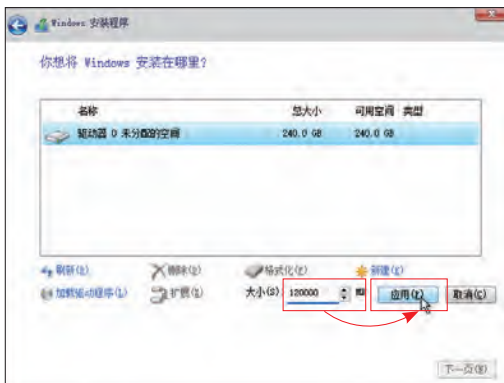 Windows 安装程序
你想将 Windows 安装在哪里?
名称 总大小 可用空间 类型
驱动器 0 未分配的空间 240.0 GB 240.0 GB
刷新(R) 删除(D) 格式化(F) 新建(E)
加载驱动程序(L) 扩展(X) 大小(S) 120000 MB 应用(P) 取消(C)
下一页(N)